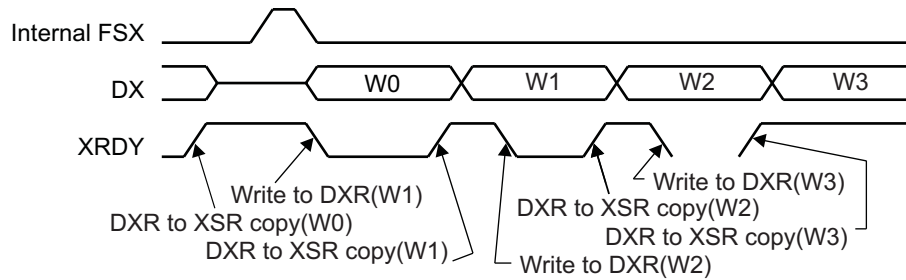 Internal FSX
DX
W0
W1
W2
W3
XRDY
Write to DXR(W1)
Write to DXR(W3)
DXR to XSR copy(W0)
DXR to XSR copy(W2)
DXR to XSR copy(W1)
DXR to XSR copy(W3)
Write to DXR(W2)